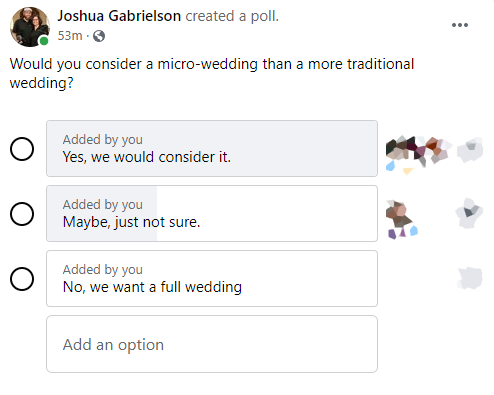 Joshua Gabrielson created a poll.
53m ·
Would you consider a micro-wedding than a more traditional
wedding?
Added by you
Yes, we would consider it.
Added by you
Maybe, just not sure.
Added by you
No, we want a full wedding
Add an option